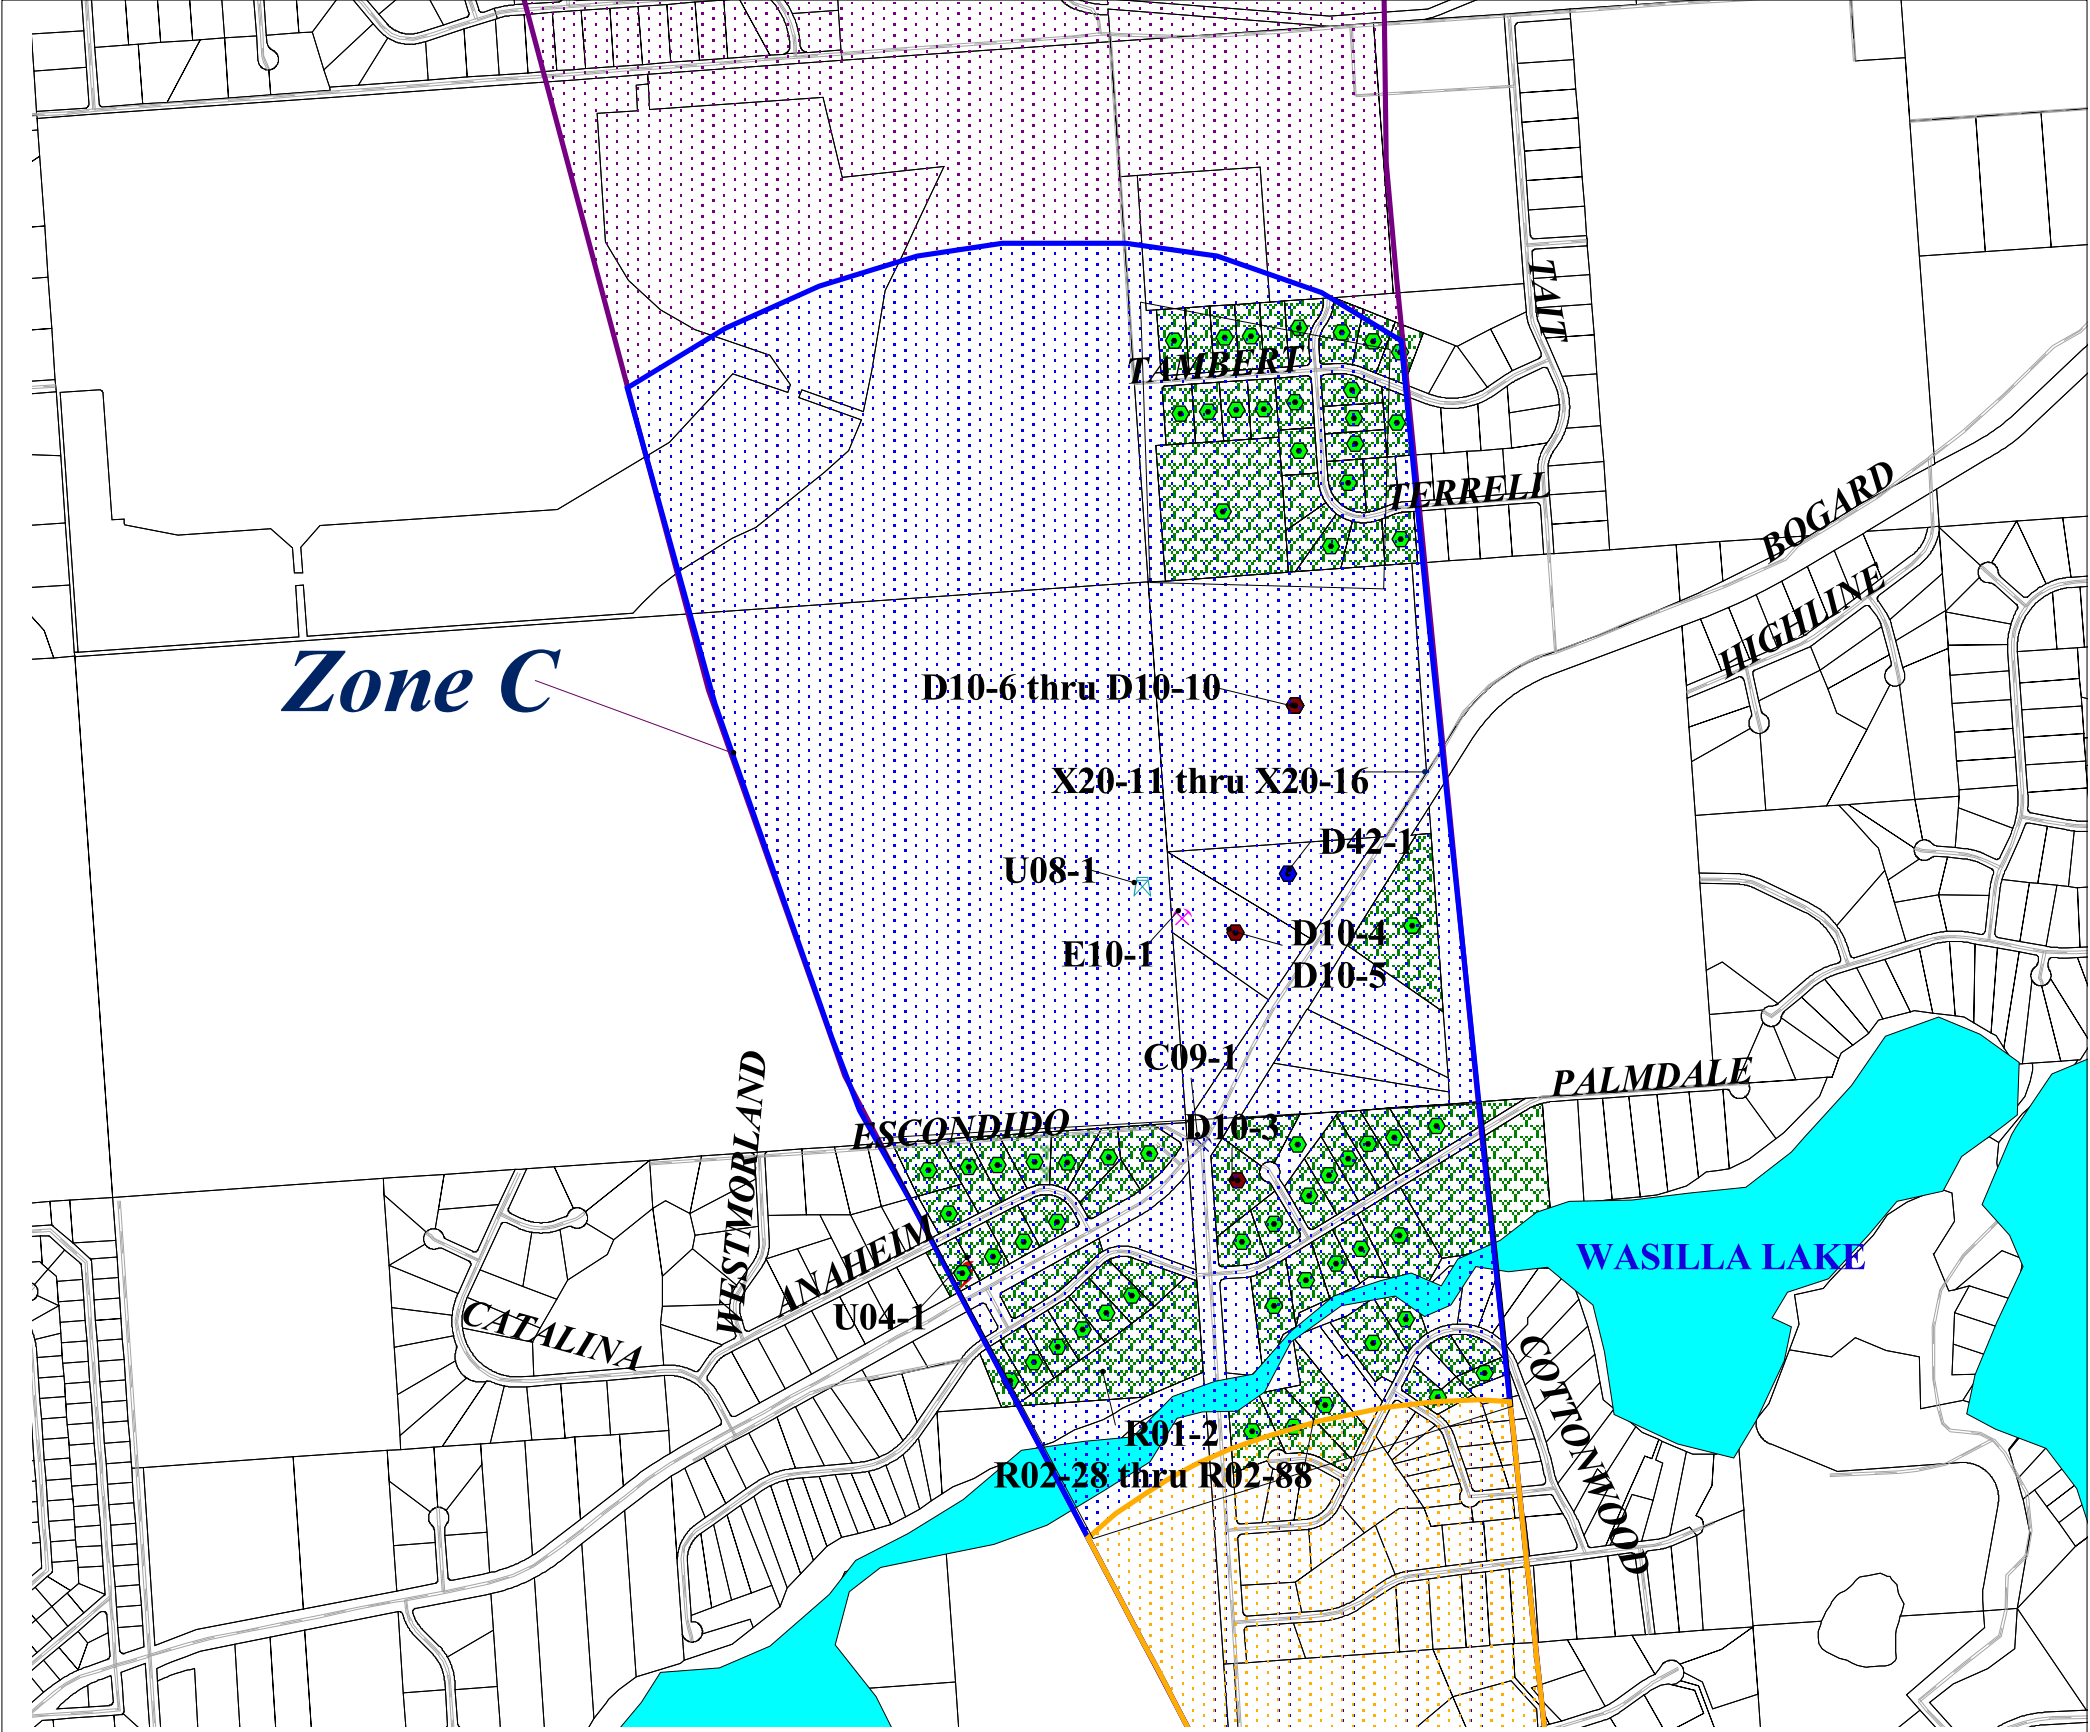 TAIT
TAMBERT
TERRELL
BOGARD
HIGHLINE
Zone C
D10-6 thru D10-10
X20-11 thru X20-16
D42-1
U08-1
D10-4
E10-1
D10-5
C09-1
PALMDALE
WESTMORLAND
ESCONDIDO
D10-3
ANAHEIM
WASILLA LAKE
U04-1
CATALINA
COTTONWOOD
R01-2
R02-28 thru R02-88